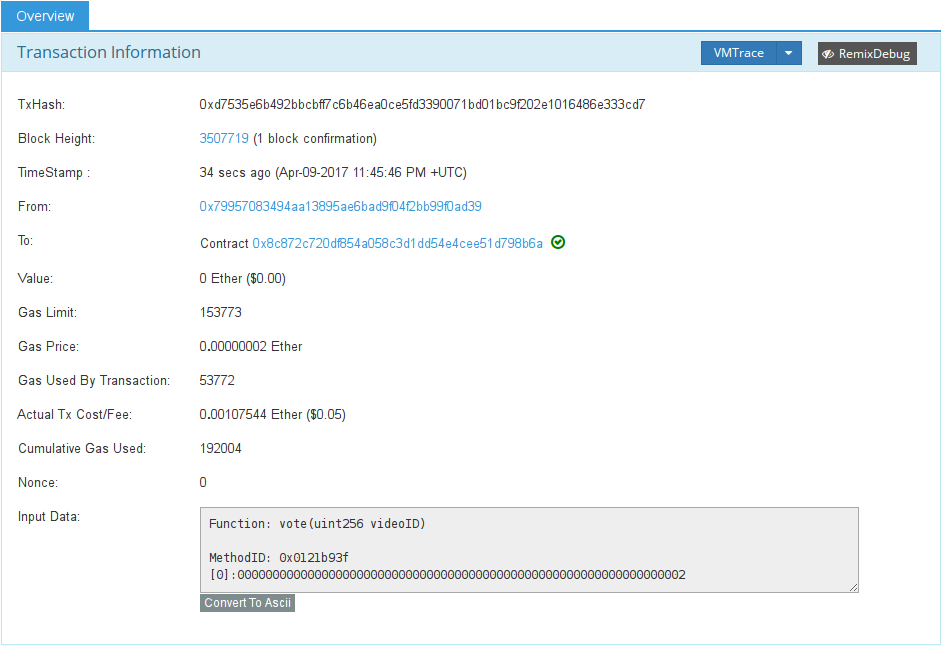 Overview
Transaction Information VMTrace RemixDebug
TxHash: 0xd7535e6b492bbcbff7c6b46ea0ce5fd3390071bd01bc9f202e1016486e333cd7
Block Height: 3507719 (1 block confirmation)
TimeStamp : 34 secs ago (Apr-09-2017 11:45:46 PM +UTC)
From: 0x79957083494aa13895ae6bad9f04f2bb99f0ad39
To: Contract 0x8c872c720df854a058c3d1dd54e4cee51d798b6a
Value: 0 Ether ($0.00)
Gas Limit: 153773
Gas Price: 0.00000002 Ether
Gas Used By Transaction: 53772
Actual Tx Cost/Fee: 0.00107544 Ether ($0.05)
Cumulative Gas Used: 192004
Nonce: 0
Input Data:
Function: vote(uint256 videoID)
MethodID: 0x0121b93f
[0]:0000000000000000000000000000000000000000000000000000000000000002
Convert To Ascii